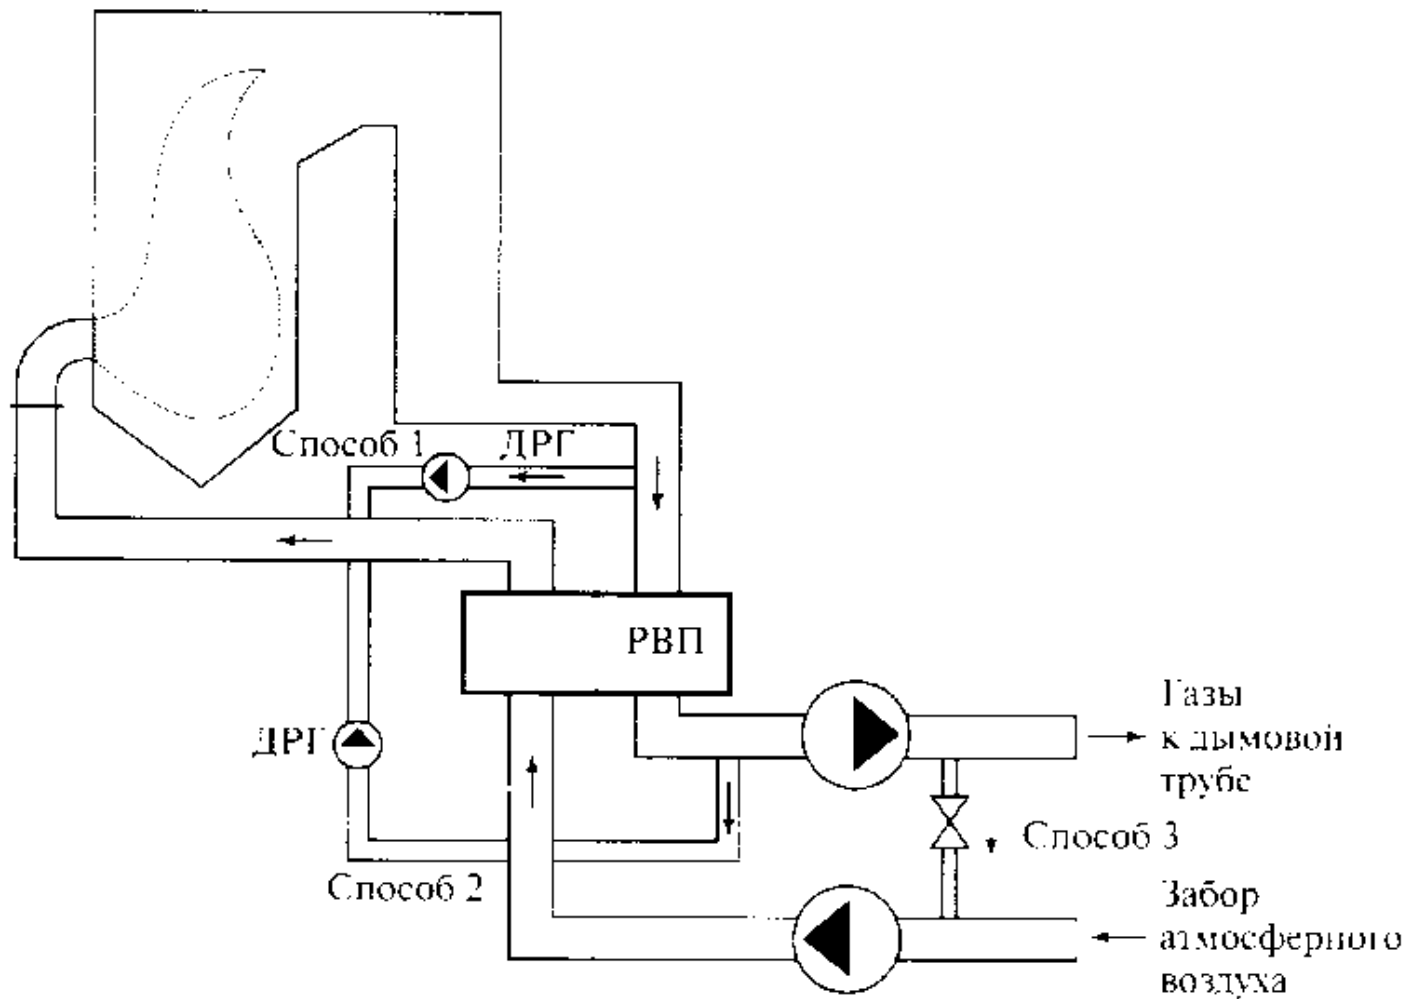 Способ 1
ДРГ
РВП
ДРГ
Газы
к дымовой
трубе
Способ 3
Способ 2
Забор
атмосферного
воздуха